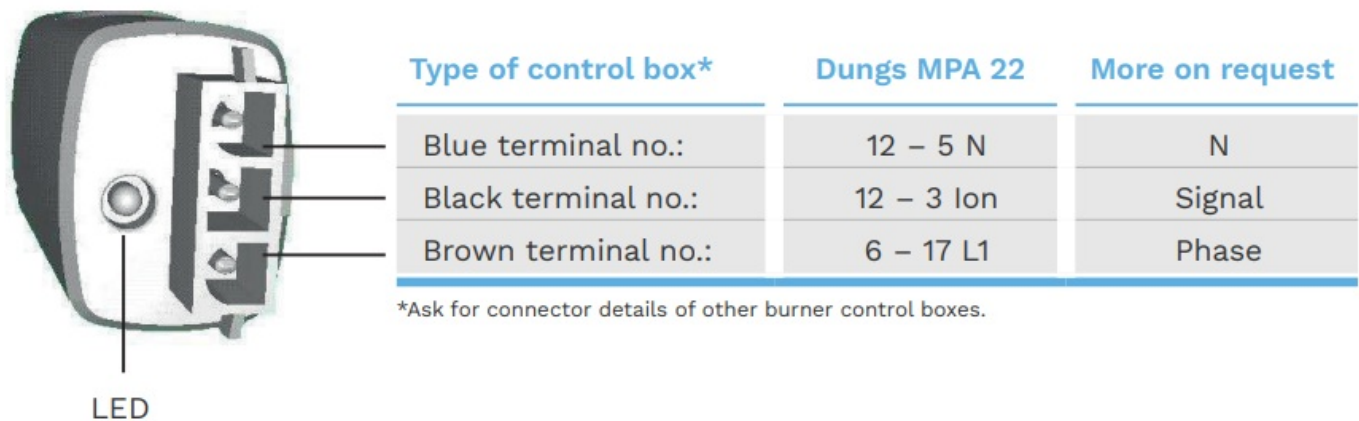 Type of control box* Dungs MPA 22 More on request
Blue terminal no.: 12 – 5 N N
Black terminal no.: 12 – 3 Ion Signal
Brown terminal no.: 6 – 17 L1 Phase
*Ask for connector details of other burner control boxes.
LED